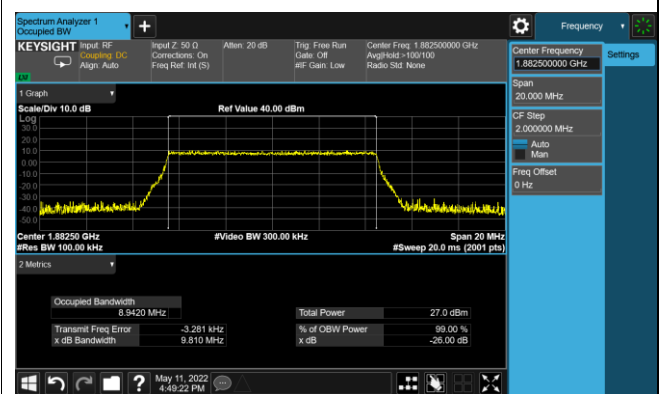 Spectrum Analyzer 1
Occupied BW
+
Frequency
KEYSIGHT
Input: RF
Coupling: DC
Align: Auto
Input Z: 50 Ω
Corrections: On
Freq Ref: Int (S)
Atten: 20 dB
Trig: Free Run
Gate: Off
#IF Gain: Low
Center Freq: 1.882500000 GHz
Avg|Hold:>100/100
Radio Std: None
1 Graph
Scale/Div 10.0 dB
Ref Value 40.00 dBm
Log
30.0
20.0
10.0
0.00
-10.0
-20.0
-30.0
-40.0
-50.0
Center 1.88250 GHz
#Video BW 300.00 kHz
Span 20 MHz
#Res BW 100.00 kHz
#Sweep 20.0 ms (2001 pts)
2 Metrics
Occupied Bandwidth
8.9420 MHz
Total Power
27.0 dBm
Transmit Freq Error
-3.281 kHz
% of OBW Power
99.00 %
x dB Bandwidth
9.810 MHz
x dB
-26.00 dB
Center Frequency
1.882500000 GHz
Settings
Span
20.000 MHz
CF Step
2.000000 MHz
Auto
Man
Freq Offset
0 Hz
?
May 11, 2022
4:49:22 PM